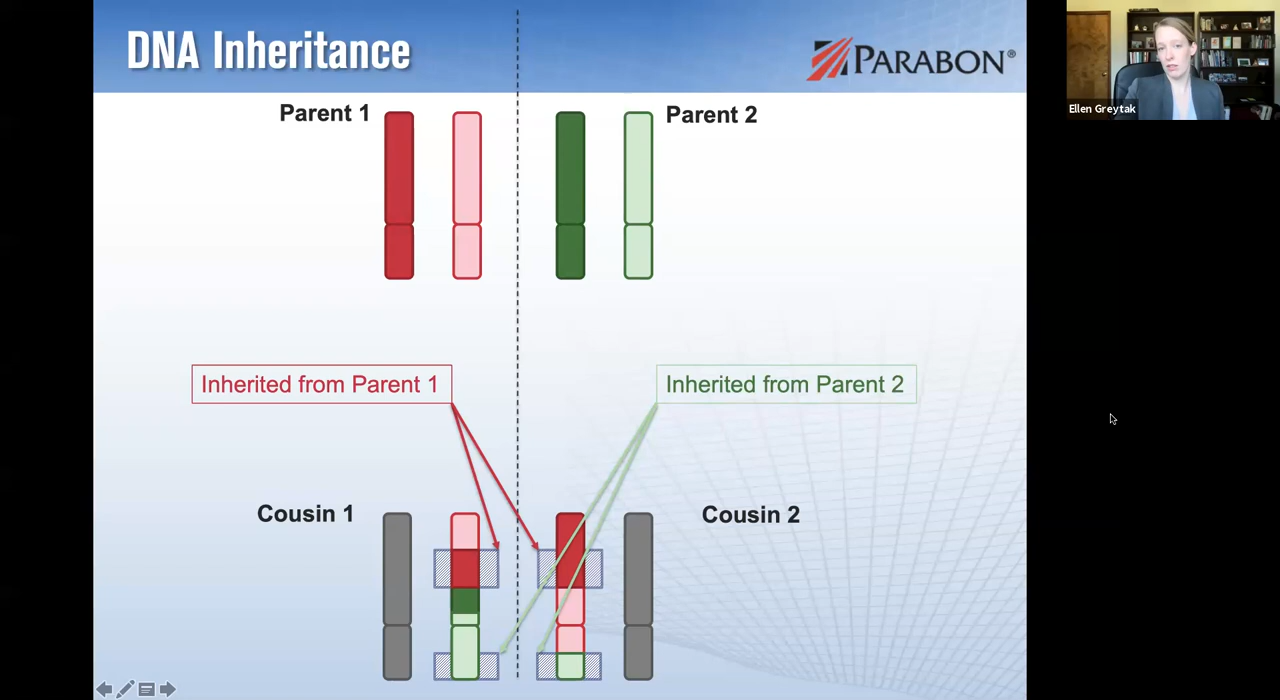 DNA Inheritance
PARABON®
Ellen Greytak
Parent 1
Parent 2
Inherited from Parent 1
Inherited from Parent 2
Cousin 1
Cousin 2